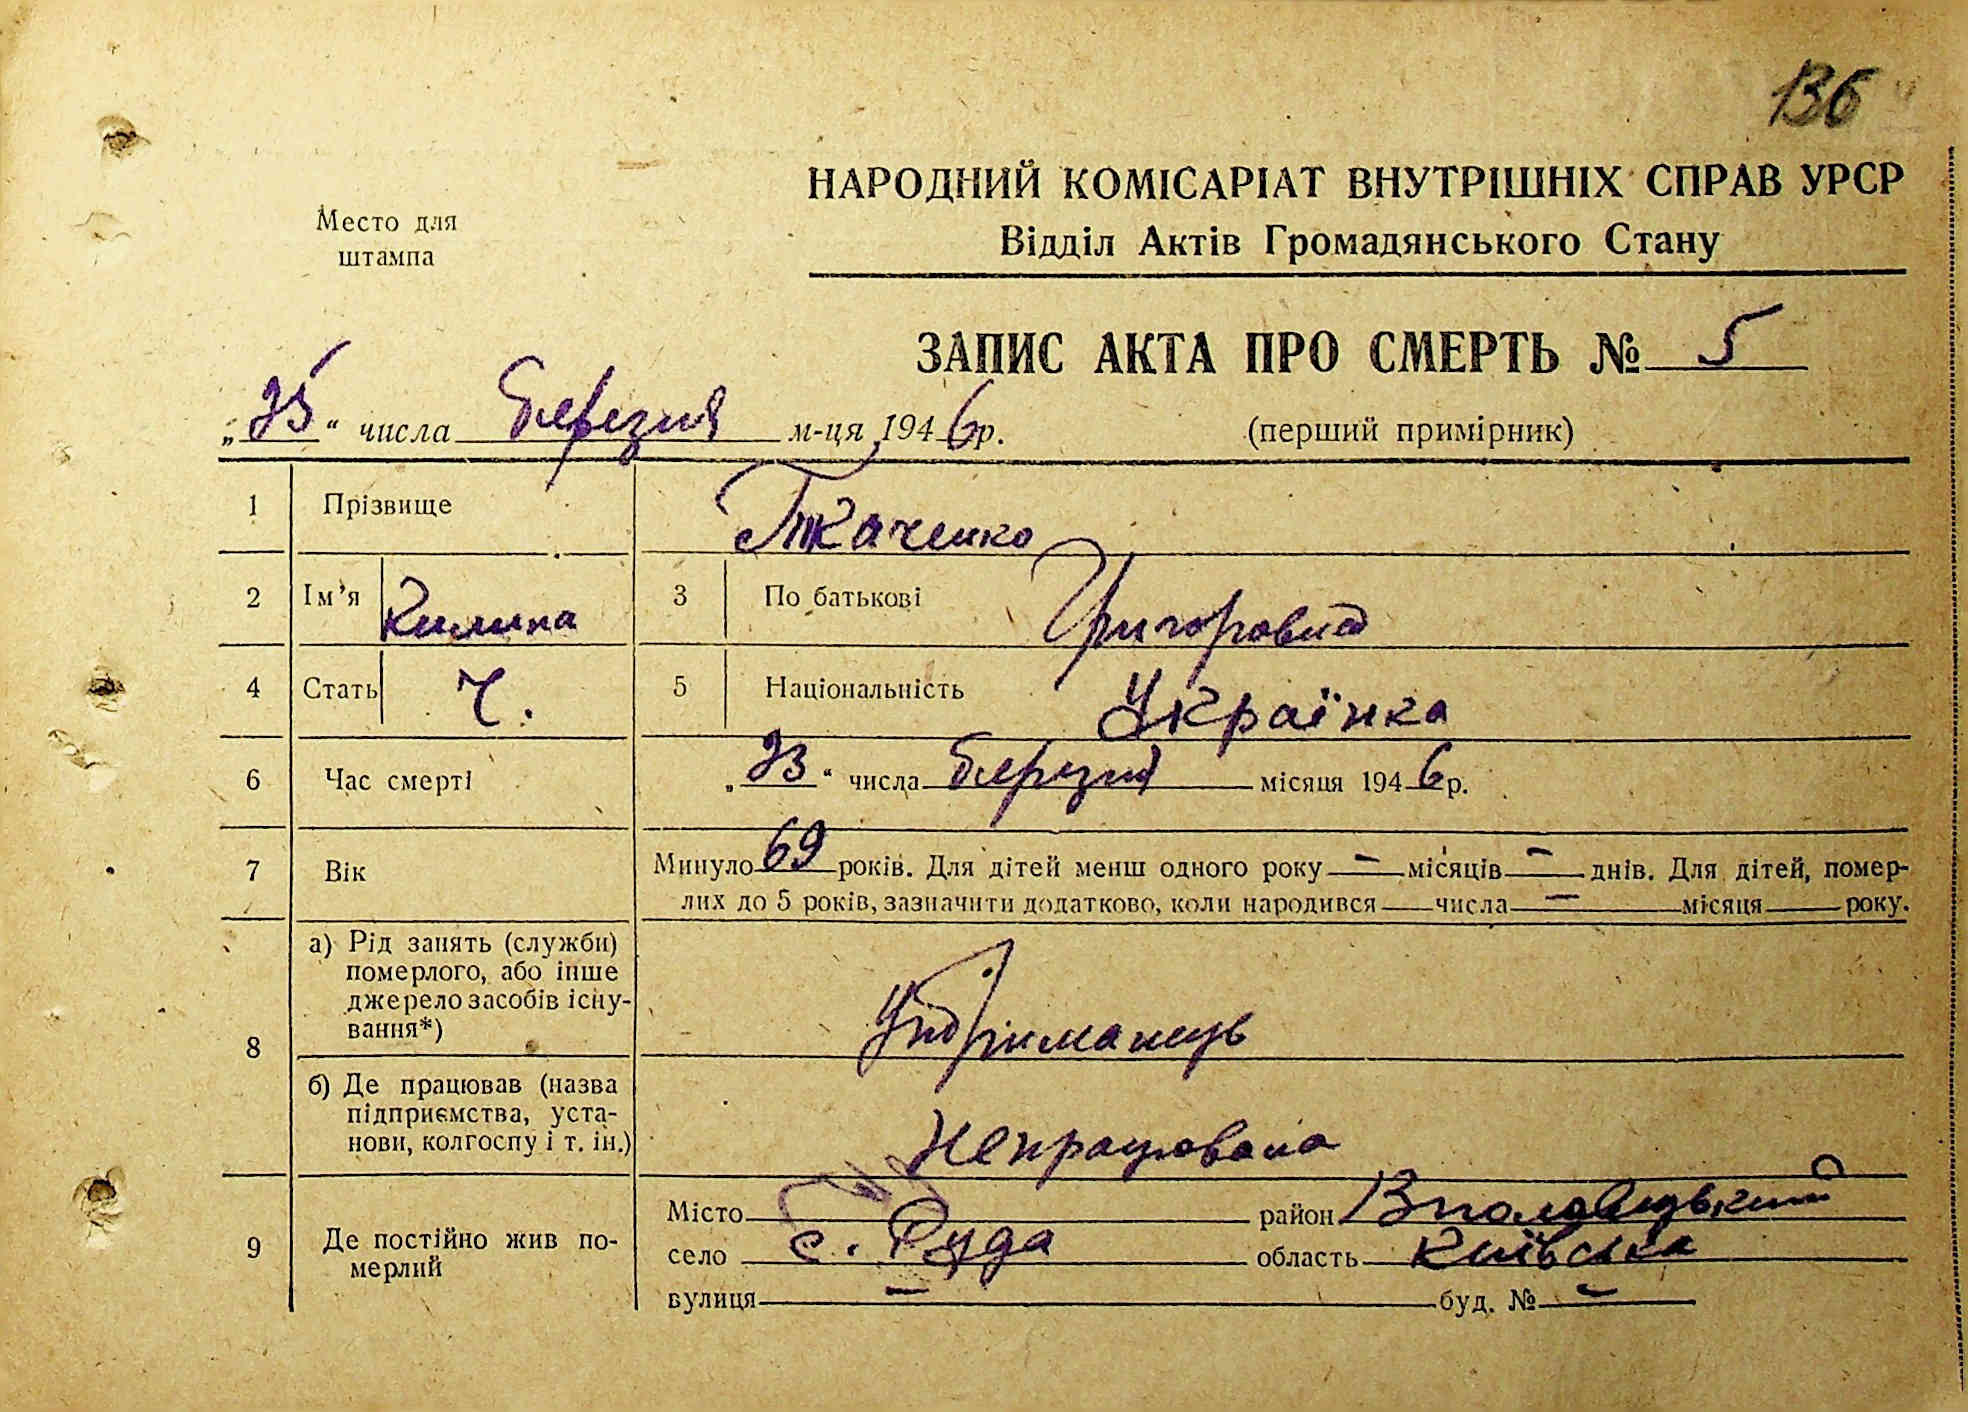 136
НАРОДНИЙ КОМІСАРІАТ ВНУТРІШНІХ СПРАВ УРСР
Место для
штампа
Відділ Актів Громадянського Стану
ЗАПИС АКТА ПРО СМЕРТЬ № 5
„25“ числа березня м-ця 1946р. (перший примірник)
1 Прізвище Ткаченко
2 Ім’я Килина 3 По батькові
4 Стать 5 Національність Українка
6 Час смерті „23“ числа березня місяця 1946р.
7 Вік Минуло 69 років. Для дітей менш одного року — місяців — днів. Для дітей, помер-
лих до 5 років, зазначити додатково, коли народився — числа — місяця — року.
8 а) Рід занять (служби)
померлого, або інше
джерело засобів існу-
вання*) Утриманець
б) Де працював (назва
підприємства, уста-
нови, колгоспу і т. ін.) Непрацювала
9 Де постійно жив по-
мерлий
Місто район
село с. Руда область Київська
вулиця — буд. № —